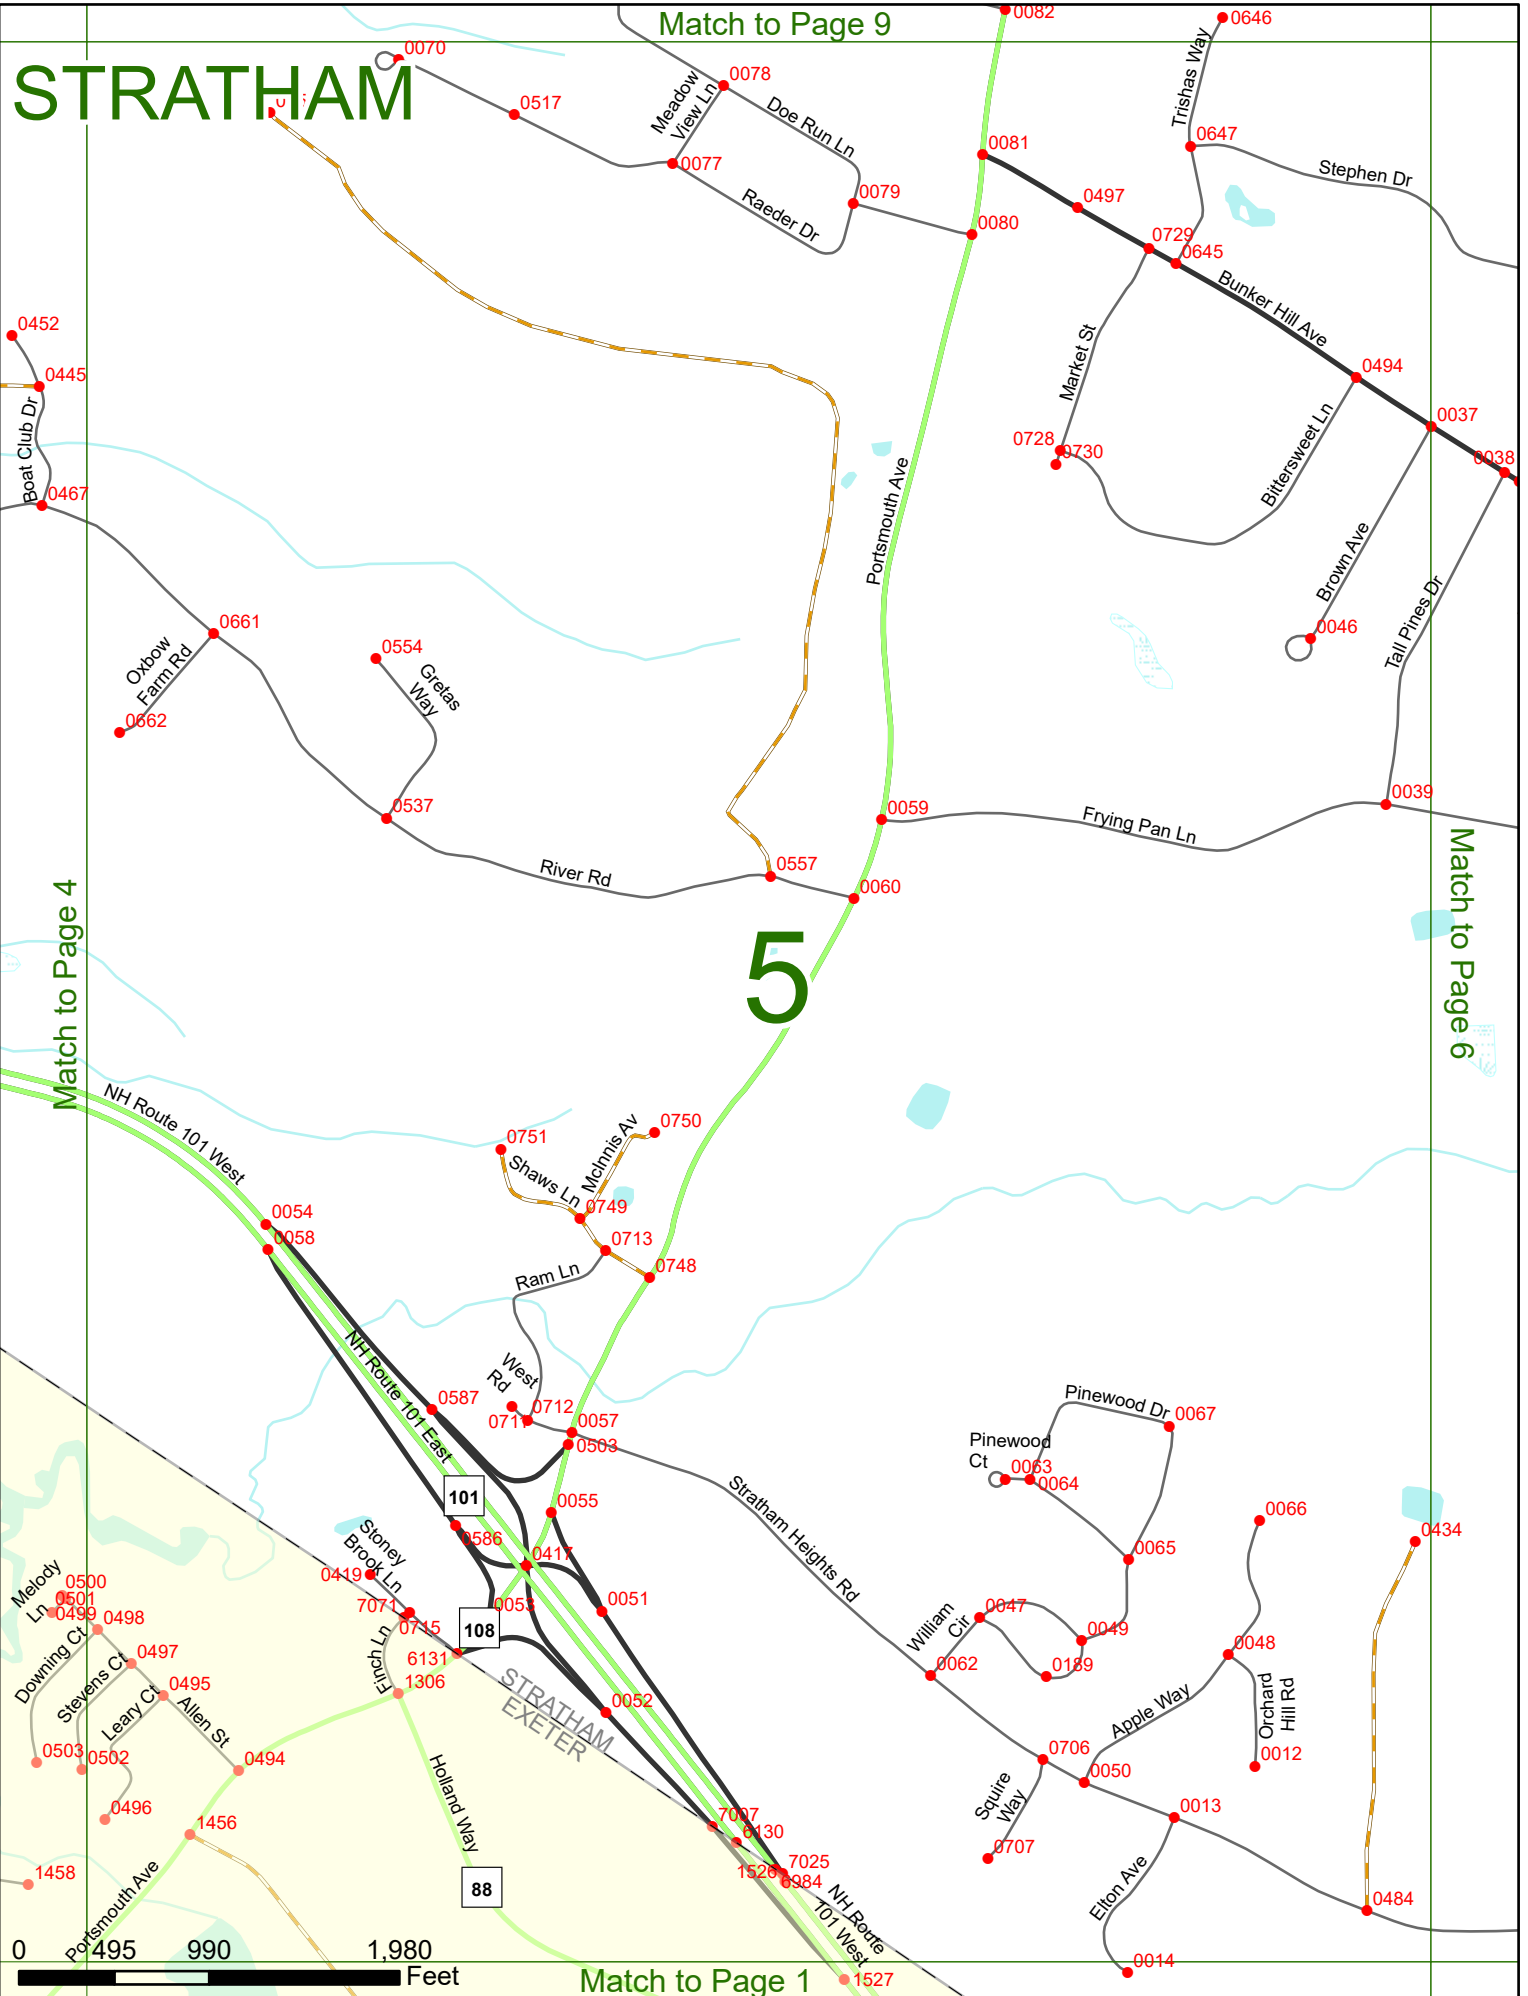 Match to Page 9
0082
0646
STRATHAM
0070
0078
0517
Meadow
View Ln
Doe Run Ln
Trishas Way
0081
0647
0077
Stephen Dr
0079
0497
Raeder Dr
0080
0729
0645
Bunker Hill Ave
0452
Market St
0445
0494
Boat Club Dr
0037
0728
0730
Bittersweet Ln
0038
0467
Portsmouth Ave
Brown Ave
Tall Pines Dr
0661
0046
Oxbow
Farm Rd
0554
Gretas
Way
0662
0537
0059
Frying Pan Ln
0039
River Rd
0557
0060
Match to Page 4
5
Match to Page 6
NH Route 101 West
0751
Shaws Ln
McInnis Av
0750
0749
0054
0058
0713
Ram Ln
0748
NH Route 101 East
West
Rd
0587
0711
0712
0057
0503
Pinewood Dr
0067
Pinewood
Ct
0063
0064
101
0055
Stratham Heights Rd
0066
0586
0434
Stoney
Brook Ln
0417
0065
0419
Melody
Ln
0500
0501
0499
0498
7071
0715
0053
0051
108
William
Cir
0047
0049
Downing Ct
0497
Finch Ln
6131
0048
Stevens Ct
0495
1306
0062
0189
Leary Ct
Allen St
STRATHAM
EXETER
0052
Apple Way
Orchard
Hill Rd
0503
0502
0494
0706
0050
0012
Holland Way
Squire
Way
0496
1456
7007
6130
0013
1458
1526
7025
6984
0707
Portsmouth Ave
88
NH Route
101 West
Elton Ave
0484
0 495 990 1,980
Feet
Match to Page 1
1527
0014